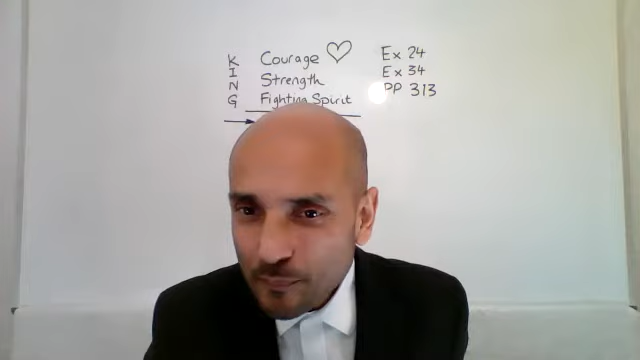 K
I
N
G
Courage ♡
Strength
Fighting Spirit
Ex 24
Ex 34
PP 313